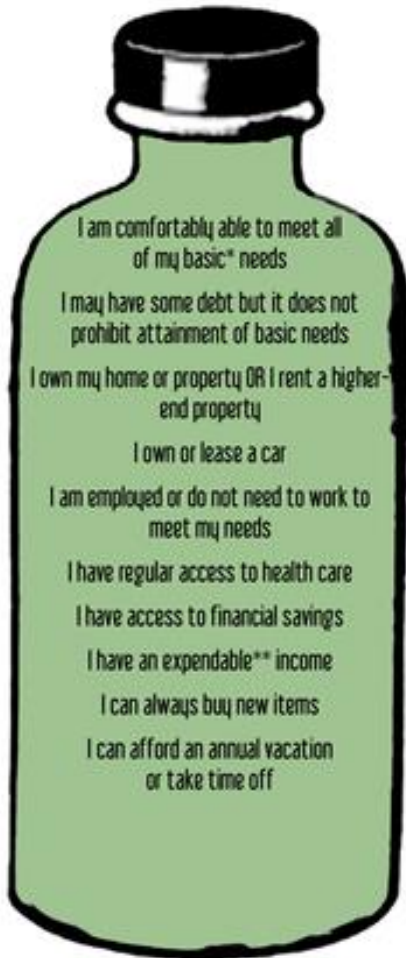 I am comfortably able to meet all
of my basic* needs
I may have some debt but it does not
prohibit attainment of basic needs
I own my home or property OR I rent a higher-
end property
I own or lease a car
I am employed or do not need to work to
meet my needs
I have regular access to health care
I have access to financial savings
I have an expendable** income
I can always buy new items
I can afford an annual vacation
or take time off